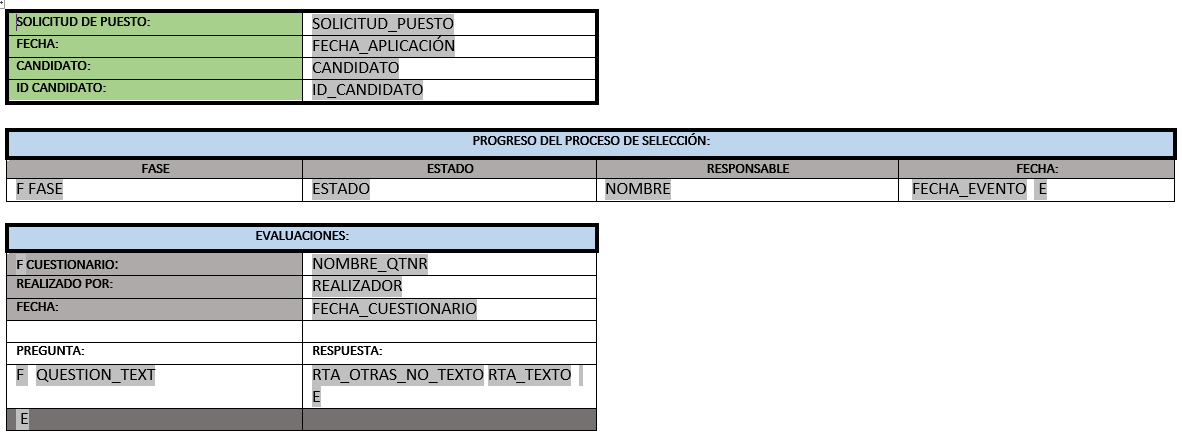 SOLICITUD DE PUESTO: SOLICITUD_PUESTO
FECHA: FECHA_APLICACIÓN
CANDIDATO: CANDIDATO
ID CANDIDATO: ID_CANDIDATO
PROGRESO DEL PROCESO DE SELECCIÓN:
FASE ESTADO RESPONSABLE FECHA:
F FASE ESTADO NOMBRE FECHA_EVENTO E
EVALUACIONES:
F CUESTIONARIO: NOMBRE_QTNR
REALIZADO POR: REALIZADOR
FECHA: FECHA_CUESTIONARIO
PREGUNTA: RESPUESTA:
F QUESTION_TEXT RTA_OTRAS_NO_TEXTO RTA_TEXTO
E
E